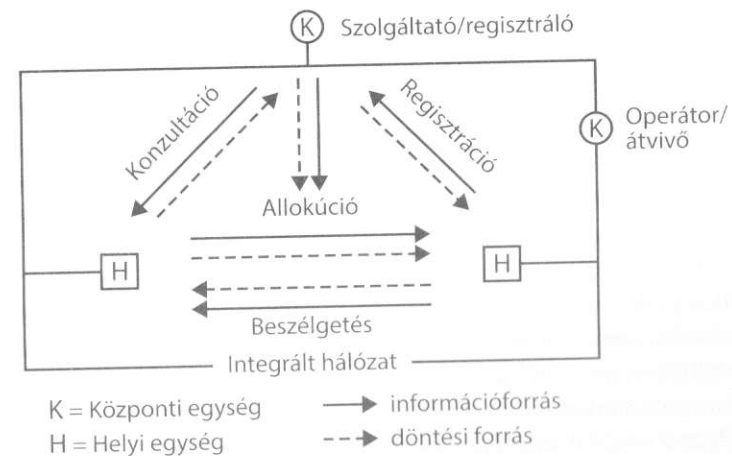 K Szolgáltató/regisztráló
Konzultáció
Regisztráció
K Operátor/
átvivő
Allokúció
H
H
Beszélgetés
Integrált hálózat
K = Központi egység
információforrás
H = Helyi egység
döntési forrás